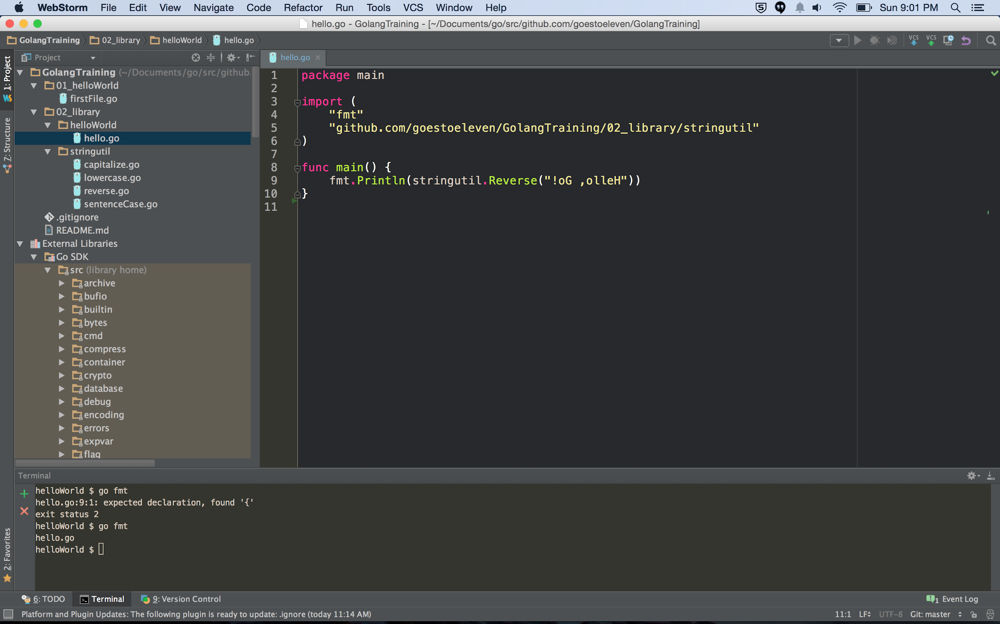 WebStorm File Edit View Navigate Code Refactor Run Tools VCS Window Help Sun 9:01 PM
hello.go - GolangTraining - [~/Documents/go/src/github.com/goestoeleven/GolangTraining]
GolangTraining 02_library helloWorld hello.go VCS VCS
1: Project
7: Structure
2: Favorites
Project
GolangTraining (~/Documents/go/src/github.
01_helloWorld
firstFile.go
02_library
helloWorld
hello.go
stringutil
capitalize.go
lowercase.go
reverse.go
sentenceCase.go
.gitignore
README.md
External Libraries
Go SDK
src (library home)
archive
bufio
builtin
bytes
cmd
compress
container
crypto
database
debug
encoding
errors
expvar
flag
hello.go
1 package main
2
3 import (
4 "fmt"
5 "github.com/goestoeleven/GolangTraining/02_library/stringutil"
6 )
7
8 func main() {
9 fmt.Println(stringutil.Reverse("!oG ,olleH"))
10 }
11
Terminal
helloWorld $ go fmt
hello.go:9:1: expected declaration, found '{'
exit status 2
helloWorld $ go fmt
hello.go
helloWorld $
6: TODO Terminal 9: Version Control 1 Event Log
Platform and Plugin Updates: The following plugin is ready to update: .ignore (today 11:14 AM) 11:1 LF UTF-8 Git: master